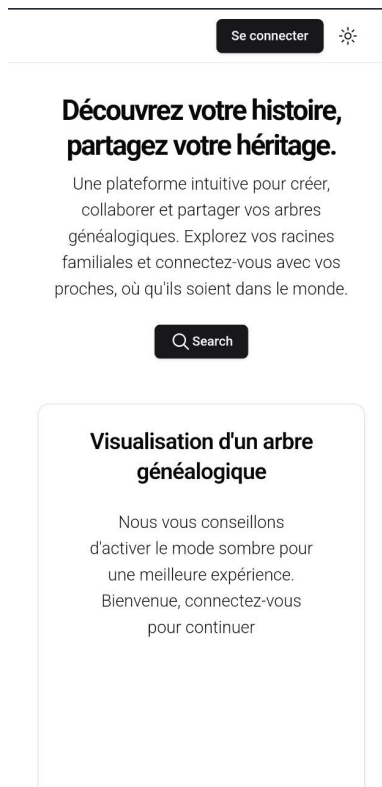 Se connecter
Découvrez votre histoire,
partagez votre héritage.
Une plateforme intuitive pour créer,
collaborer et partager vos arbres
généalogiques. Explorez vos racines
familiales et connectez-vous avec vos
proches, où qu'ils soient dans le monde.
Search
Visualisation d'un arbre
généalogique
Nous vous conseillons
d'activer le mode sombre pour
une meilleure expérience.
Bienvenue, connectez-vous
pour continuer